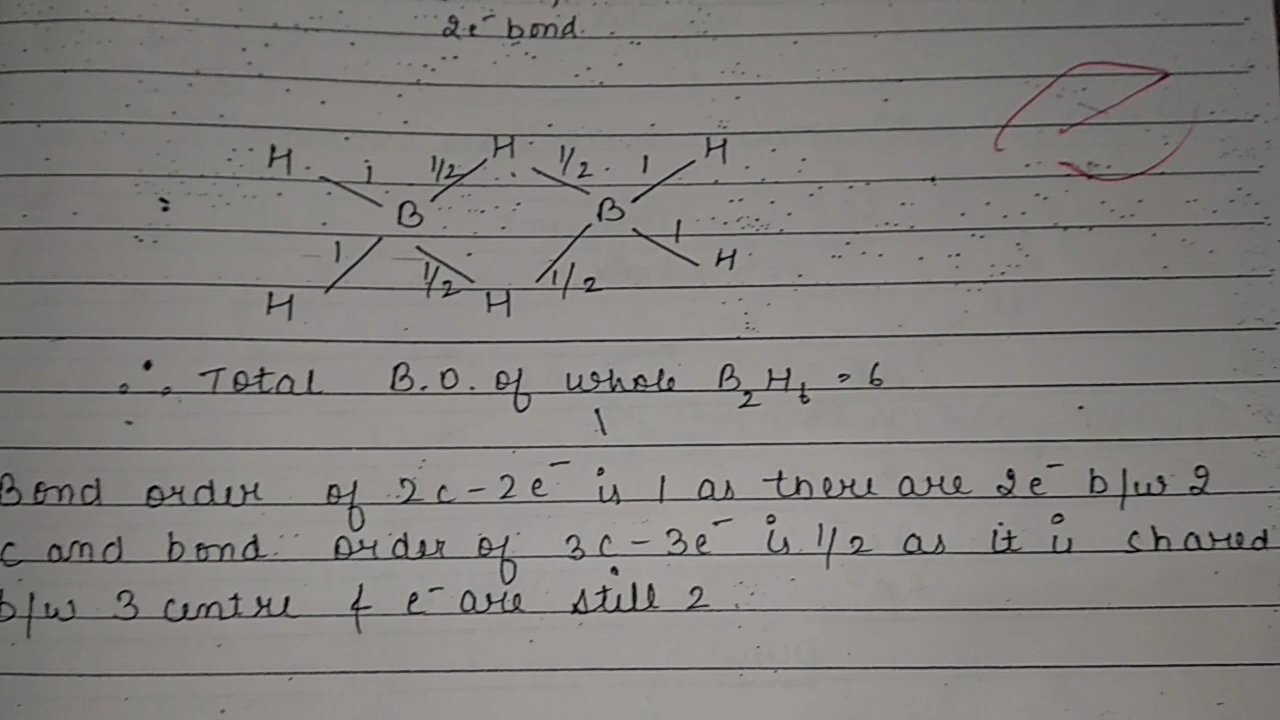 2e⁻ bond.
H 1 1/2 H 1/2 1 H
B B
1 1/2 H 1/2 1 H
H
∴ Total B.O. of whole B₂H₆ = 6
Bond order of 2c-2e⁻ is 1 as there are 2e⁻ b/w 2
c and bond order of 3c-3e⁻ is 1/2 as it is shared
b/w 3 centre & e⁻ are still 2